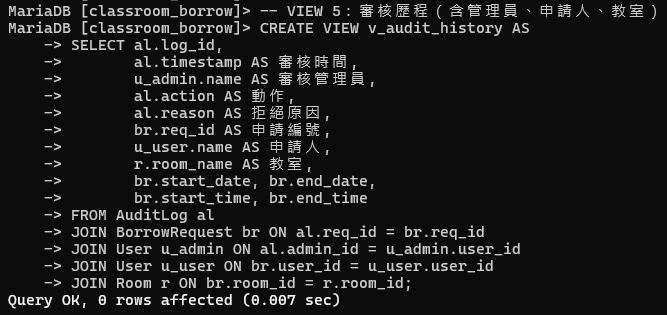 MariaDB [classroom_borrow]> -- VIEW 5：審核歷程（含管理員、申請人、教室）
MariaDB [classroom_borrow]> CREATE VIEW v_audit_history AS
    -> SELECT al.log_id,
    ->        al.timestamp AS 審核時間,
    ->        u_admin.name AS 審核管理員,
    ->        al.action AS 動作,
    ->        al.reason AS 拒絕原因,
    ->        br.req_id AS 申請編號,
    ->        u_user.name AS 申請人,
    ->        r.room_name AS 教室,
    ->        br.start_date, br.end_date,
    ->        br.start_time, br.end_time
    -> FROM AuditLog al
    -> JOIN BorrowRequest br ON al.req_id = br.req_id
    -> JOIN User u_admin ON al.admin_id = u_admin.user_id
    -> JOIN User u_user ON br.user_id = u_user.user_id
    -> JOIN Room r ON br.room_id = r.room_id;
Query OK, 0 rows affected (0.007 sec)